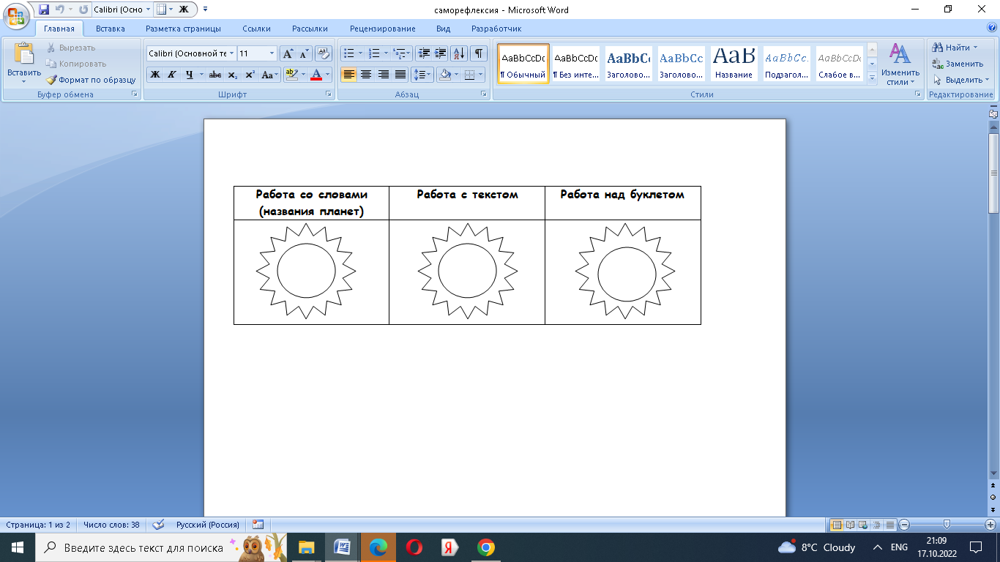 Calibri (Осно
Ж
саморефлексия - Microsoft Word
Главная
Вставка
Разметка страницы
Ссылки
Рассылки
Рецензирование
Вид
Разработчик
Вставить
Вырезать
Копировать
Формат по образцу
Буфер обмена
Calibri (Основной те
11
Ж К Ч abc x₂ x² Aa
Шрифт
Абзац
AaBbCcDc
¶ Обычный
AaBbCcDc
¶ Без инте...
AaBbCc
Заголово...
AaBbCc
Заголово...
АаВ
Название
AaBbCc.
Подзагол...
AaBbCcDc
Слабое в...
Изменить
стили
Стили
Найти
Заменить
Выделить
Редактирование
Работа со словами
(названия планет)
Работа с текстом
Работа над буклетом
Страница: 1 из 2
Число слов: 38
Русский (Россия)
Введите здесь текст для поиска
8°C Cloudy
ENG
21:09
17.10.2022